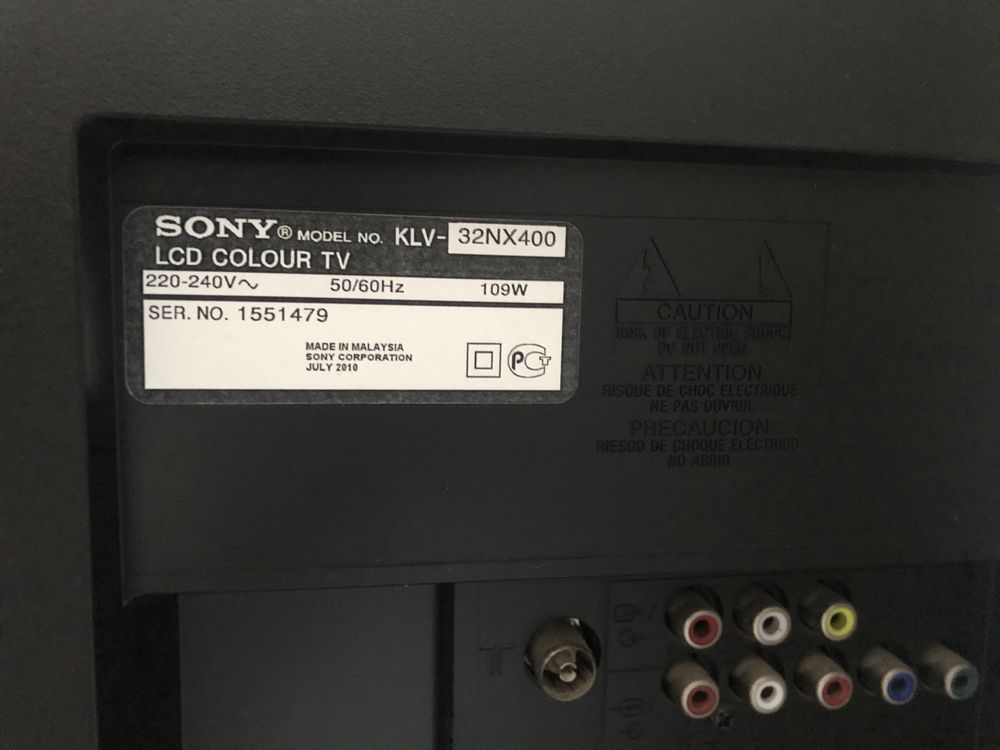 SONY® MODEL NO. KLV- 32NX400
LCD COLOUR TV
220-240V~ 50/60Hz 109W
SER. NO. 1551479
MADE IN MALAYSIA
SONY CORPORATION
JULY 2010
CAUTION
RISK OF ELECTRIC SHOCK
DO NOT OPEN
ATTENTION
RISQUE DE CHOC ELECTRIQUE
NE PAS OUVRIR
PRECAUCION
RIESGO DE CHOQUE ELECTRICO
NO ABRIR